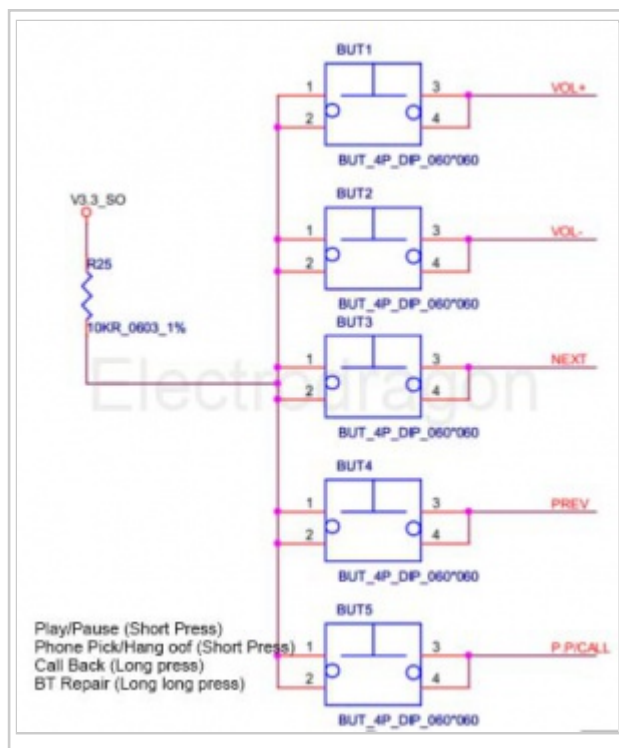 BUT1
1 3 VOL+
2 4
BUT_4P_DIP_060*060
V3.3_SO
BUT2
1 3 VOL-
2 4
BUT_4P_DIP_060*060
R25
10KR_0603_1%
BUT3
1 3 NEXT
2 4
BUT_4P_DIP_060*060
Electrodragon
BUT4
1 3 PREV
2 4
BUT_4P_DIP_060*060
BUT5
1 3 P.P/CALL
2 4
BUT_4P_DIP_060*060
Play/Pause (Short Press)
Phone Pick/Hang oof (Short Press)
Call Back (Long press)
BT Repair (Long long press)